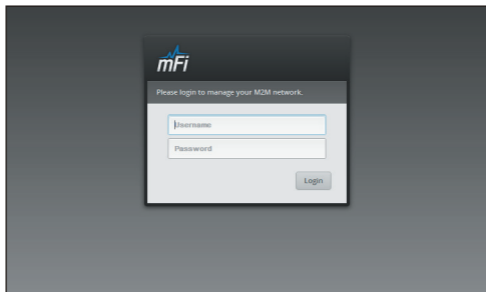 mFi
Please login to manage your M2M network.
Username
Password
Login